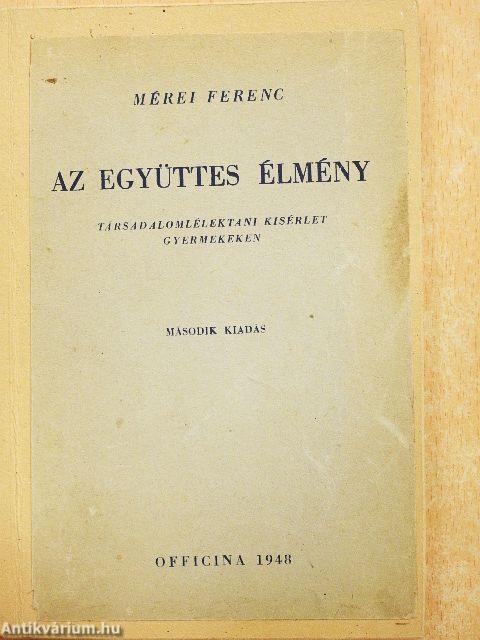 MÉREI FERENC
AZ EGYÜTTES ÉLMÉNY
TÁRSADALOMLÉLEKTANI KISÉRLET
GYERMEKEKEN
MÁSODIK KIADÁS
OFFICINA 1948
Antikvárium.hu